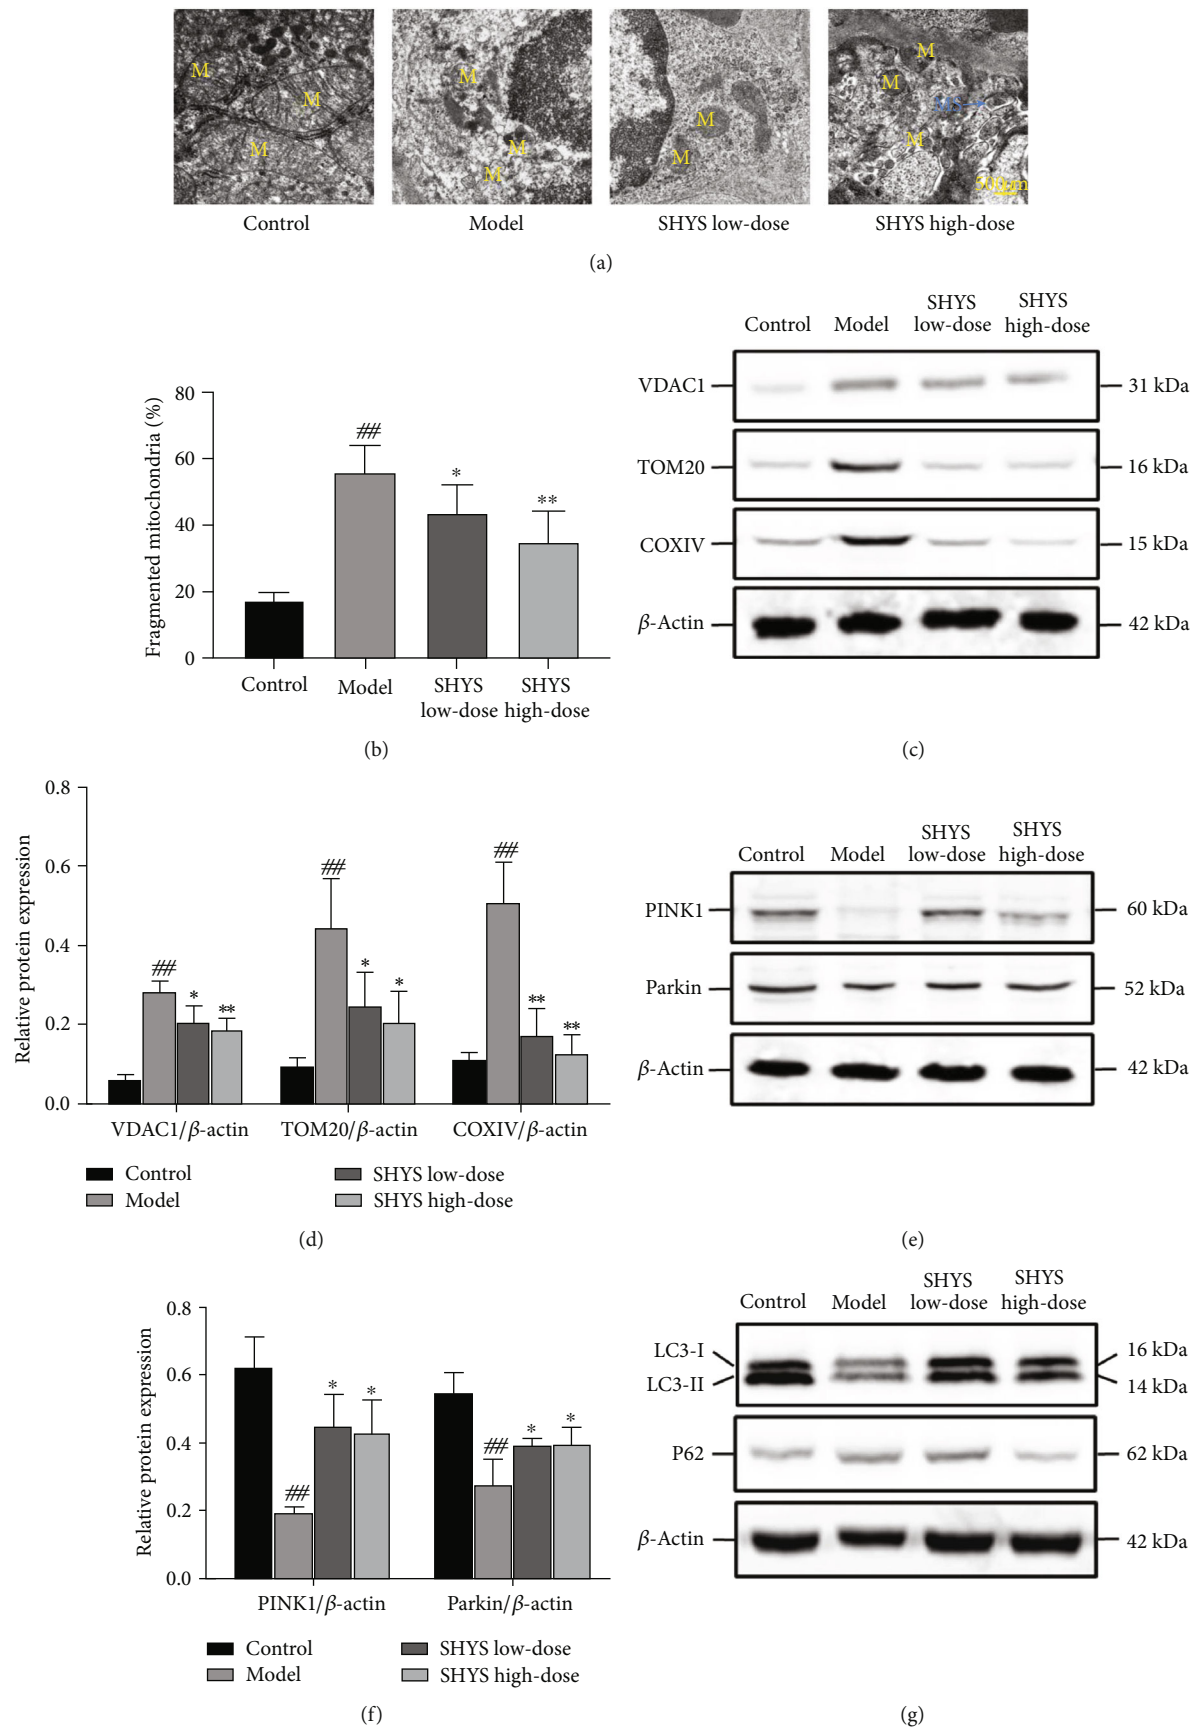 M
M
M
M
M
M
M
M
M
M
M
500 nm
Control
Model
SHYS low-dose
SHYS high-dose
(a)
80
60
40
20
0
Fragmented mitochondria (%)
##
*
**
Control
Model
SHYS
low-dose
SHYS
high-dose
(b)
Control
Model
SHYS
low-dose
SHYS
high-dose
VDAC1
31 kDa
TOM20
16 kDa
COXIV
15 kDa
β-Actin
42 kDa
(c)
0.8
0.6
0.4
0.2
0.0
Relative protein expression
##
*
**
##
*
*
##
**
**
VDAC1/β-actin
TOM20/β-actin
COXIV/β-actin
Control
Model
SHYS low-dose
SHYS high-dose
(d)
Control
Model
SHYS
low-dose
SHYS
high-dose
PINK1
60 kDa
Parkin
52 kDa
β-Actin
42 kDa
(e)
0.8
0.6
0.4
0.2
0.0
Relative protein expression
##
*
*
##
*
*
PINK1/β-actin
Parkin/β-actin
Control
Model
SHYS low-dose
SHYS high-dose
(f)
Control
Model
SHYS
low-dose
SHYS
high-dose
LC3-I
16 kDa
LC3-II
14 kDa
P62
62 kDa
β-Actin
42 kDa
(g)